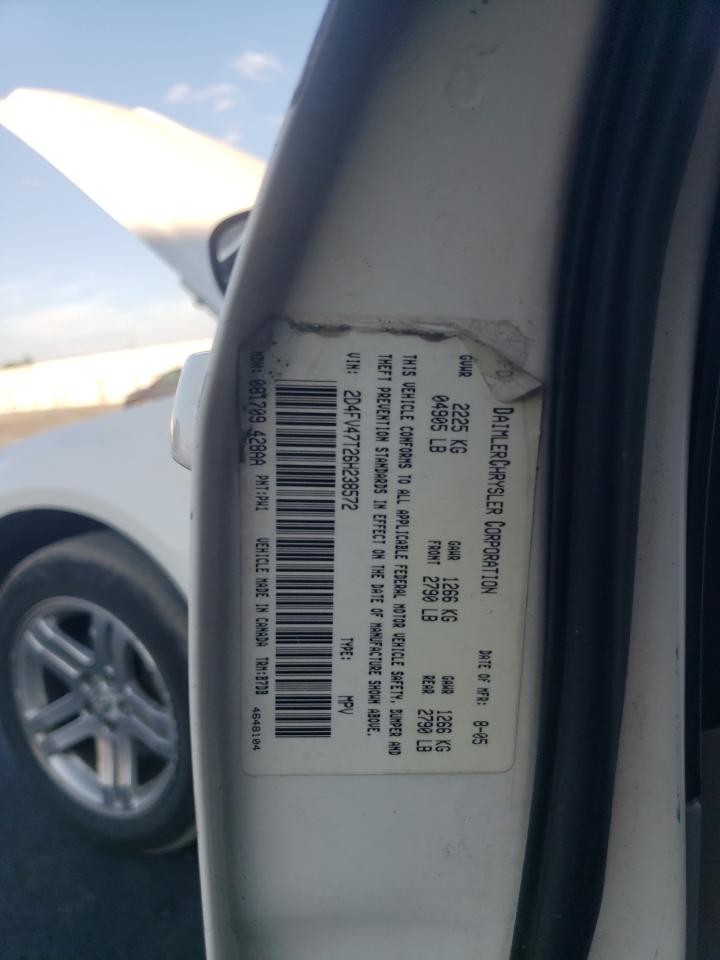 DAIMLERCHRYSLER CORPORATION
DATE OF MFR: 8-05
GVWR 2225 KG 04905 LB
GAWR FRONT 1266 KG 2790 LB
GAWR REAR 1266 KG 2790 LB
THIS VEHICLE CONFORMS TO ALL APPLICABLE FEDERAL MOTOR VEHICLE SAFETY, BUMPER AND
THEFT PREVENTION STANDARDS IN EFFECT ON THE DATE OF MANUFACTURE SHOWN ABOVE.
VIN: 2D4FV47T26H238572 TYPE: MPV
MDH: 081709 428AA PNT:PW1 VEHICLE MADE IN CANADA TRM:B7DB 4648104